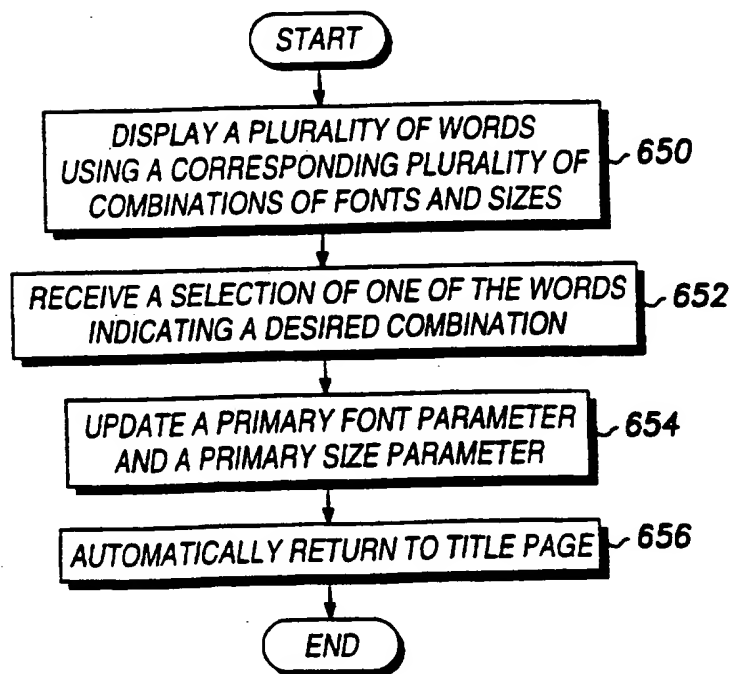 START
DISPLAY A PLURALITY OF WORDS
USING A CORRESPONDING PLURALITY OF
COMBINATIONS OF FONTS AND SIZES
650
RECEIVE A SELECTION OF ONE OF THE WORDS
INDICATING A DESIRED COMBINATION
652
UPDATE A PRIMARY FONT PARAMETER
AND A PRIMARY SIZE PARAMETER
654
AUTOMATICALLY RETURN TO TITLE PAGE
656
END